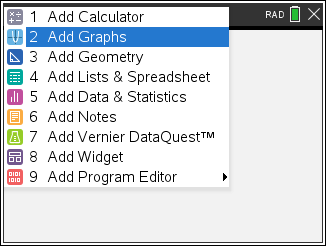 1 Add Calculator
RAD
2 Add Graphs
3 Add Geometry
4 Add Lists & Spreadsheet
5 Add Data & Statistics
6 Add Notes
7 Add Vernier DataQuest™
8 Add Widget
9 Add Program Editor